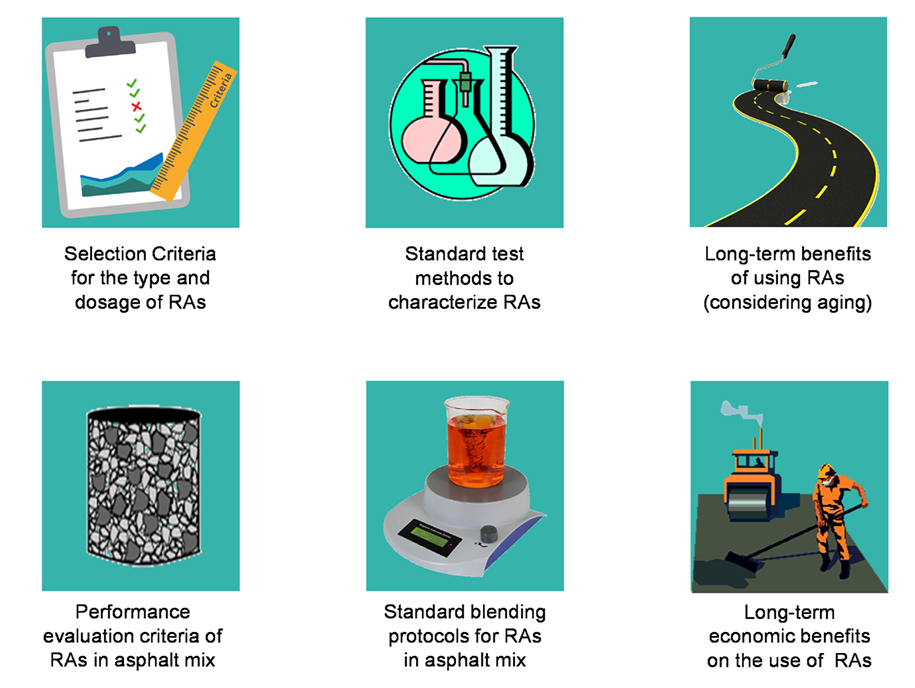 Criteria
Selection Criteria
for the type and
dosage of RAs
Standard test
methods to
characterize RAs
Long-term benefits
of using RAs
(considering aging)
Performance
evaluation criteria of
RAs in asphalt mix
Standard blending
protocols for RAs
in asphalt mix
Long-term
economic benefits
on the use of RAs